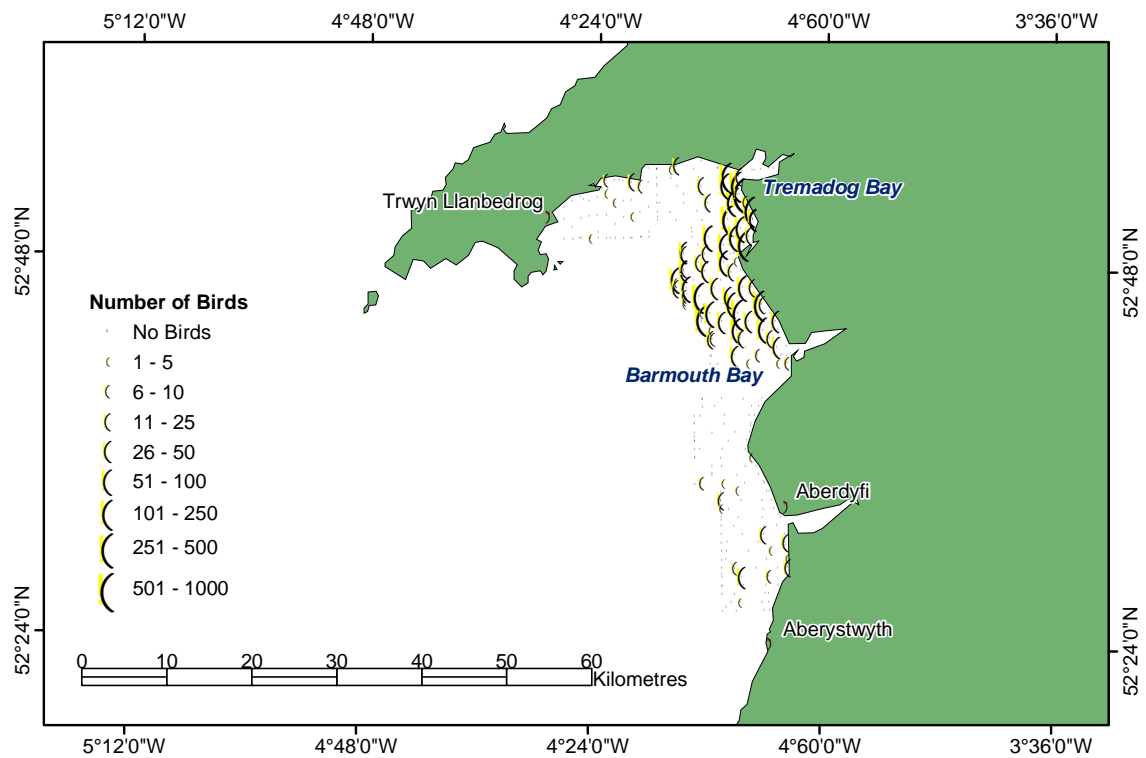 5°12'0"W 4°48'0"W 4°24'0"W 4°60'0"W 3°36'0"W
Tremadog Bay
Trwyn Llanbedrog
52°48'0"N
52°48'0"N
Number of Birds
No Birds
1 - 5
6 - 10
11 - 25
26 - 50
51 - 100
101 - 250
251 - 500
501 - 1000
Barmouth Bay
Aberdyfi
Aberystwyth
52°24'0"N
52°24'0"N
0 10 20 30 40 50 60
Kilometres
5°12'0"W 4°48'0"W 4°24'0"W 4°60'0"W 3°36'0"W